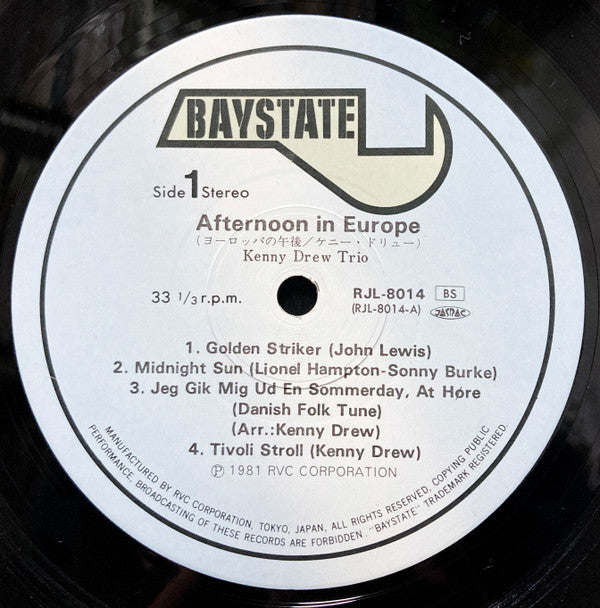 BAYSTATE
Side 1 Stereo
Afternoon in Europe
(ヨーロッパの午後／ケニー・ドリュー)
Kenny Drew Trio
33 1/3 r.p.m.
RJL-8014 BS
(RJL-8014-A) JASRAC
1. Golden Striker (John Lewis)
2. Midnight Sun (Lionel Hampton-Sonny Burke)
3. Jeg Gik Mig Ud En Sommerday, At Høre
(Danish Folk Tune)
(Arr.:Kenny Drew)
4. Tivoli Stroll (Kenny Drew)
Ⓟ 1981 RVC CORPORATION
MANUFACTURED BY RVC CORPORATION, TOKYO, JAPAN, ALL RIGHTS RESERVED, COPYING PUBLIC
PERFORMANCE, BROADCASTING OF THESE RECORDS ARE FORBIDDEN. "BAYSTATE" TRADEMARK REGISTERED.